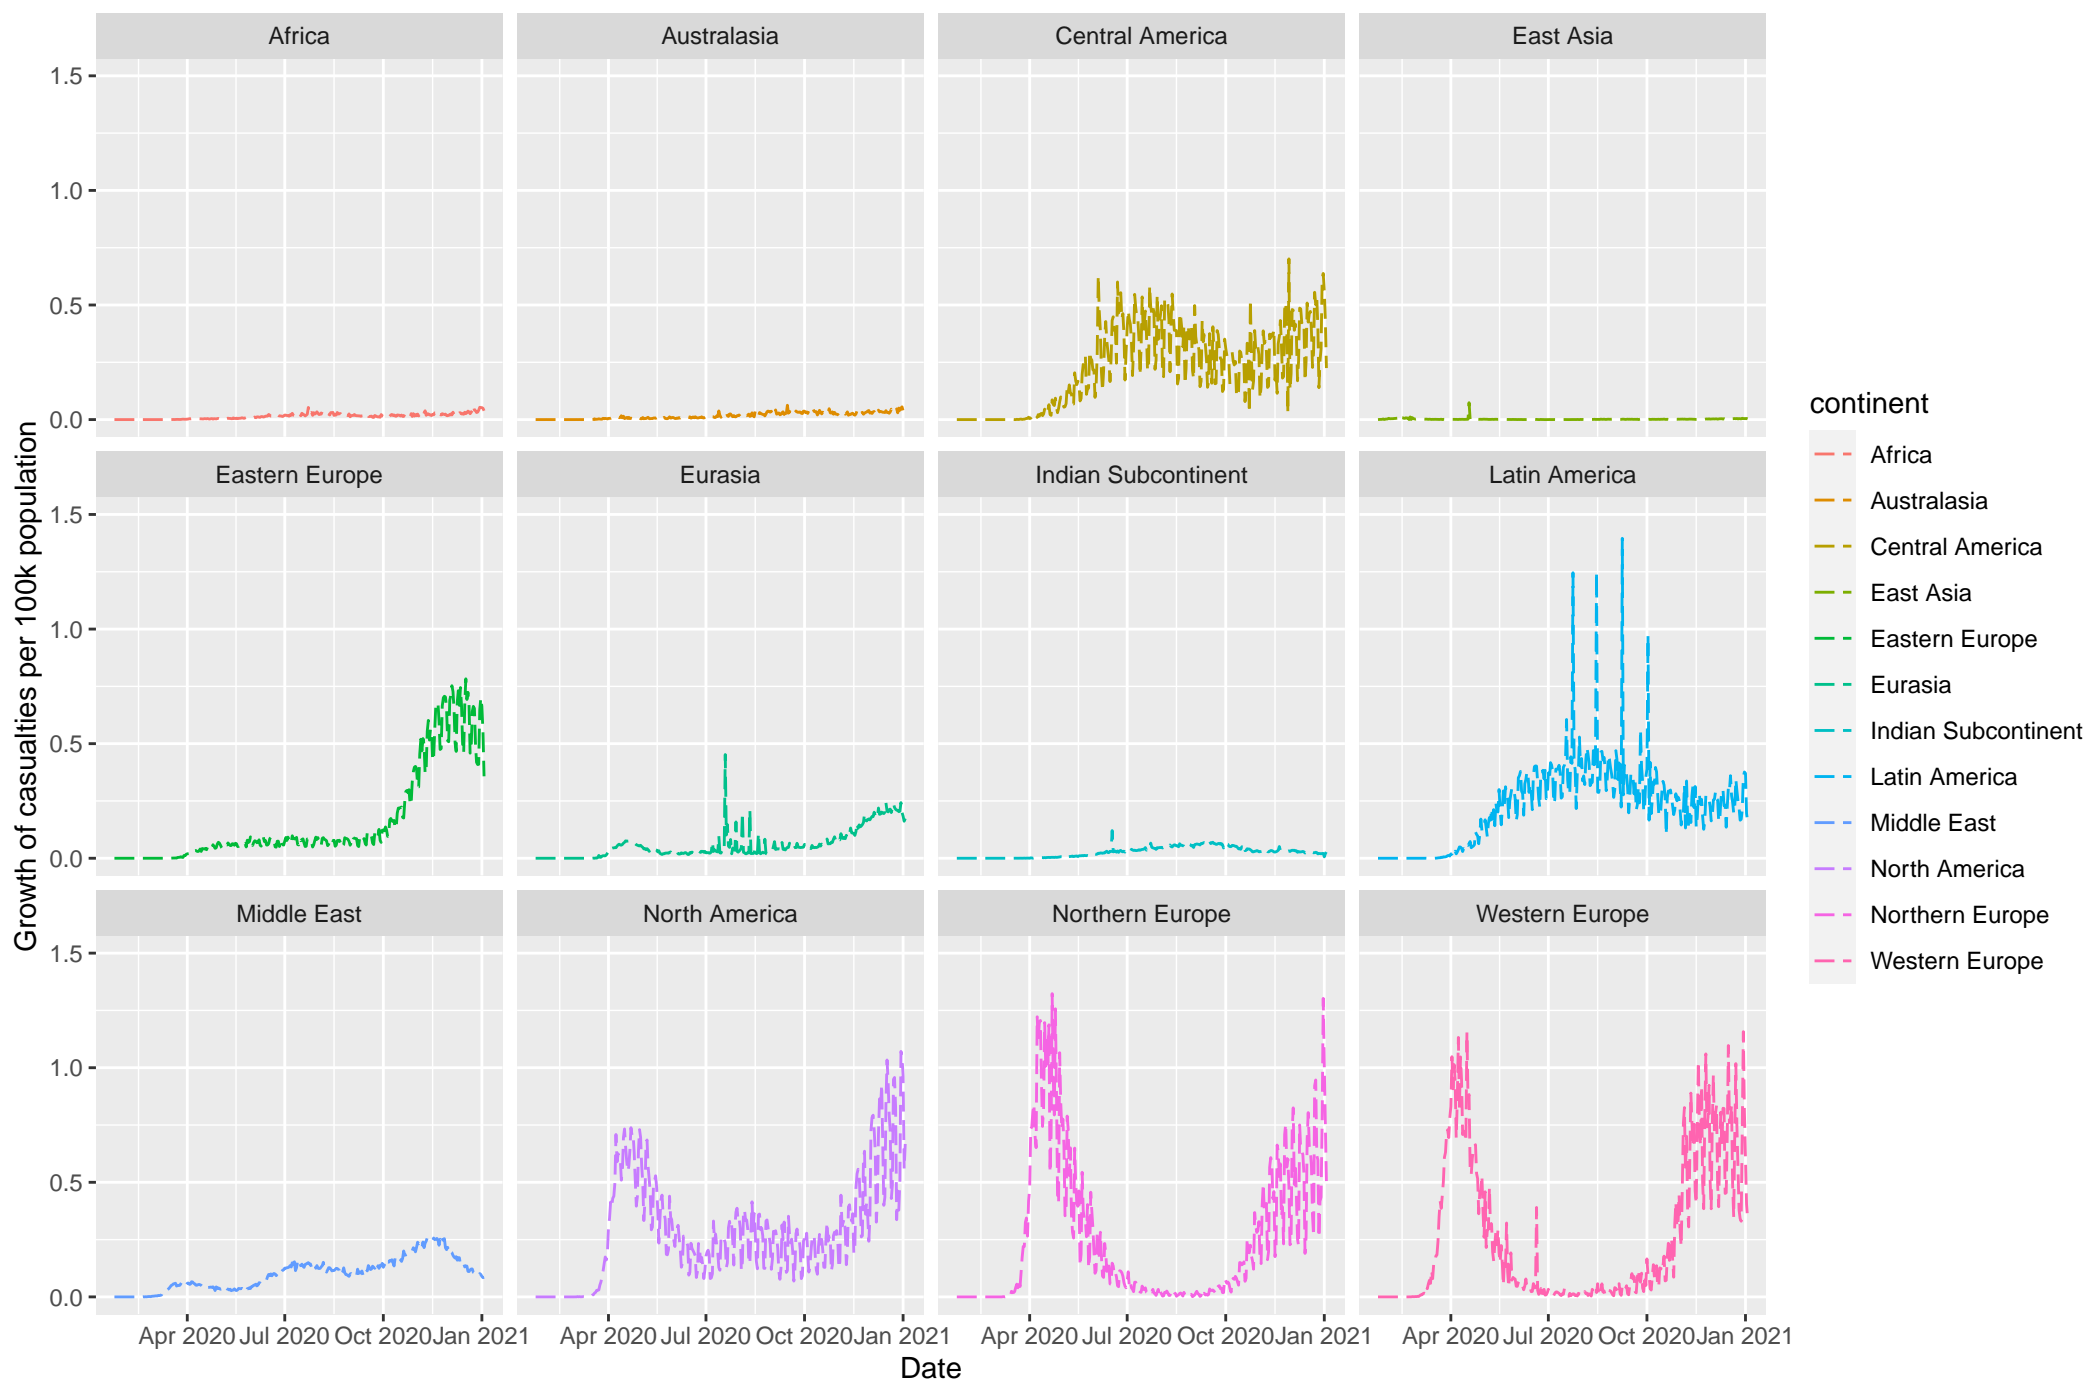 Africa
Australasia
Central America
East Asia
1.5
1.0
0.5
0.0
Eastern Europe
Eurasia
Indian Subcontinent
Latin America
1.5
1.0
0.5
0.0
Middle East
North America
Northern Europe
Western Europe
1.5
1.0
0.5
0.0
Apr 2020 Jul 2020 Oct 2020 Jan 2021
Apr 2020 Jul 2020 Oct 2020 Jan 2021
Apr 2020 Jul 2020 Oct 2020 Jan 2021
Apr 2020 Jul 2020 Oct 2020 Jan 2021
Date
Growth of casualties per 100k population
continent
Africa
Australasia
Central America
East Asia
Eastern Europe
Eurasia
Indian Subcontinent
Latin America
Middle East
North America
Northern Europe
Western Europe